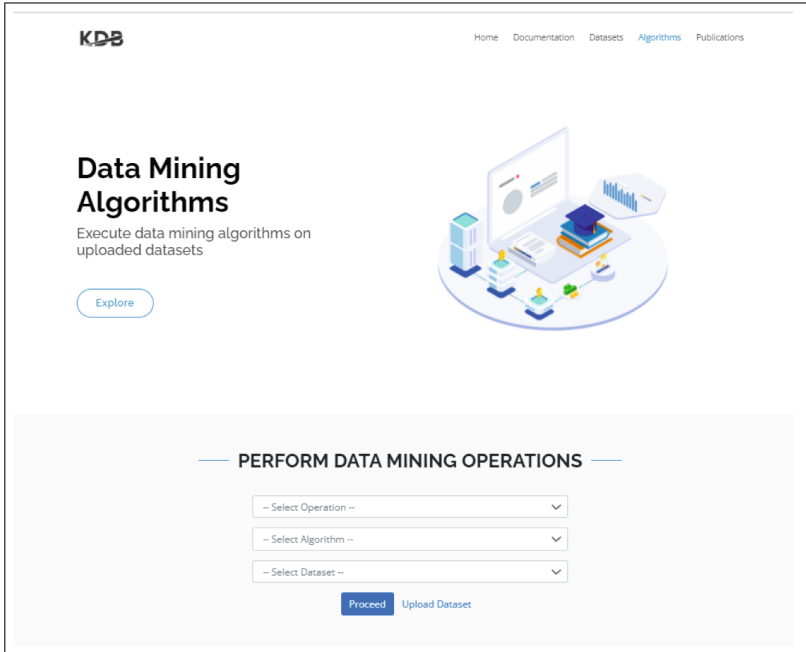 KDB
Home Documentation Datasets Algorithms Publications
Data Mining
Algorithms
Execute data mining algorithms on
uploaded datasets
Explore
PERFORM DATA MINING OPERATIONS
-- Select Operation --
-- Select Algorithm --
-- Select Dataset --
Proceed Upload Dataset